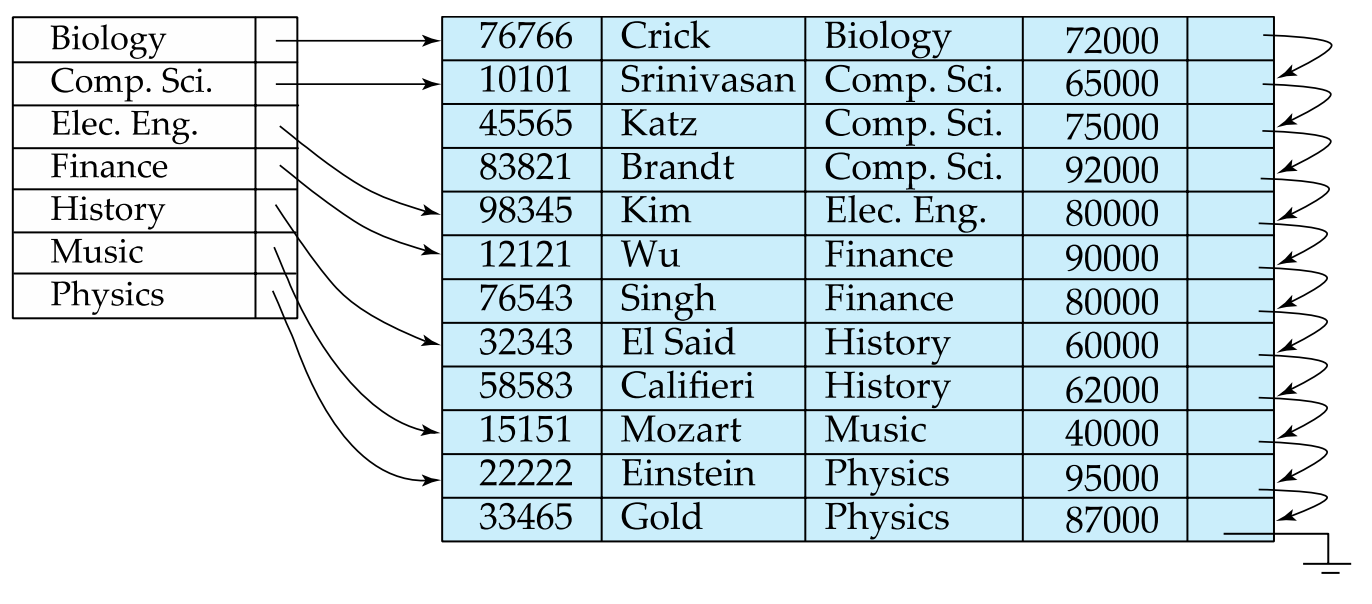 Biology
Comp. Sci.
Elec. Eng.
Finance
History
Music
Physics
76766 Crick Biology 72000
10101 Srinivasan Comp. Sci. 65000
45565 Katz Comp. Sci. 75000
83821 Brandt Comp. Sci. 92000
98345 Kim Elec. Eng. 80000
12121 Wu Finance 90000
76543 Singh Finance 80000
32343 El Said History 60000
58583 Califieri History 62000
15151 Mozart Music 40000
22222 Einstein Physics 95000
33465 Gold Physics 87000